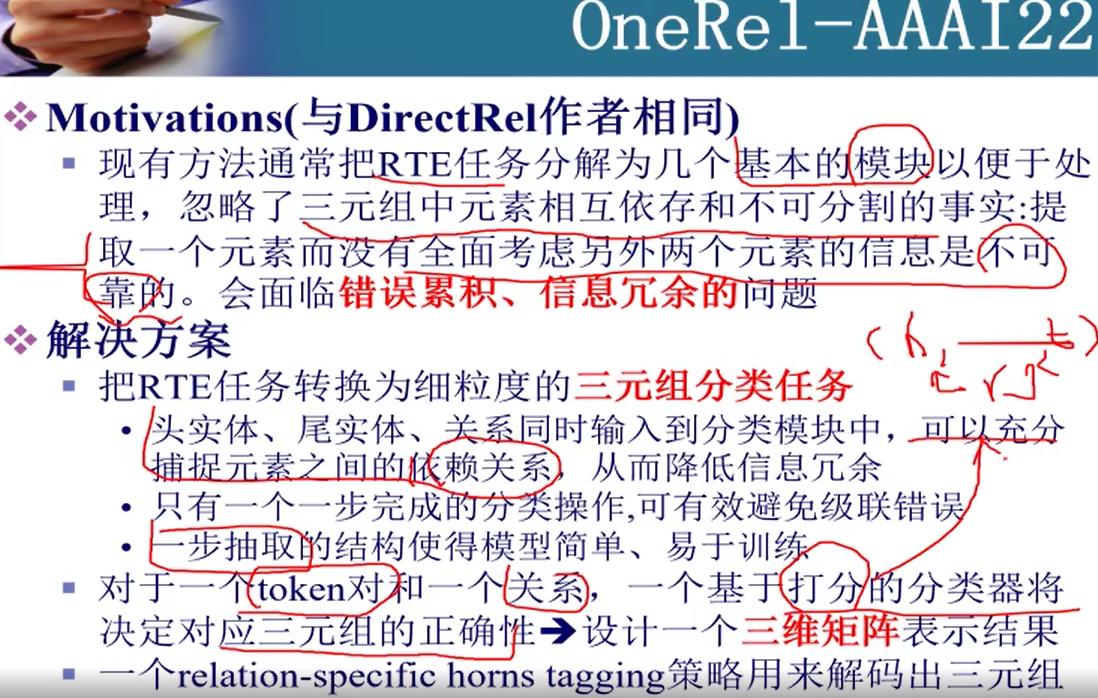 OneRel-AAAI22
Motivations(与DirectRel作者相同)
现有方法通常把RTE任务分解为几个基本的模块以便于处
理，忽略了三元组中元素相互依存和不可分割的事实:提
取一个元素而没有全面考虑另外两个元素的信息是不可
靠的。会面临错误累积、信息冗余的问题
解决方案
(h, t)
r
把RTE任务转换为细粒度的三元组分类任务
头实体、尾实体、关系同时输入到分类模块中，可以充分
捕捉元素之间的依赖关系，从而降低信息冗余
只有一个一步完成的分类操作,可有效避免级联错误
一步抽取的结构使得模型简单、易于训练
对于一个token对和一个关系，一个基于打分的分类器将
决定对应三元组的正确性➔设计一个三维矩阵表示结果
一个relation-specific horns tagging策略用来解码出三元组